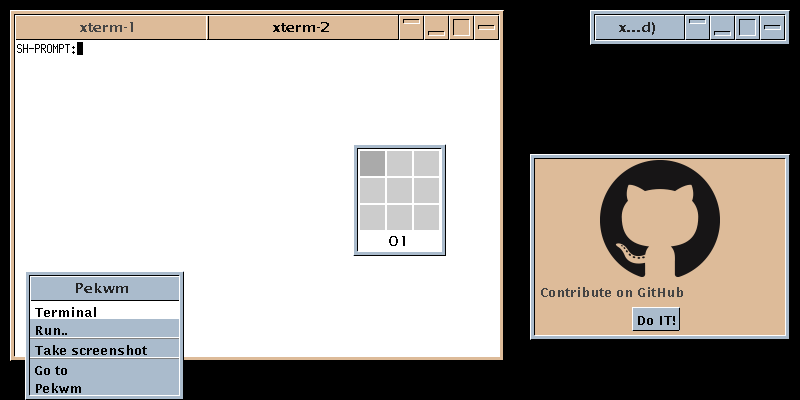 xterm-1 xterm-2
x...d)
SH-PROMPT:
01
Contribute on GitHub
Do IT!
Pekwm
Terminal
Run..
Take screenshot
Go to
Pekwm